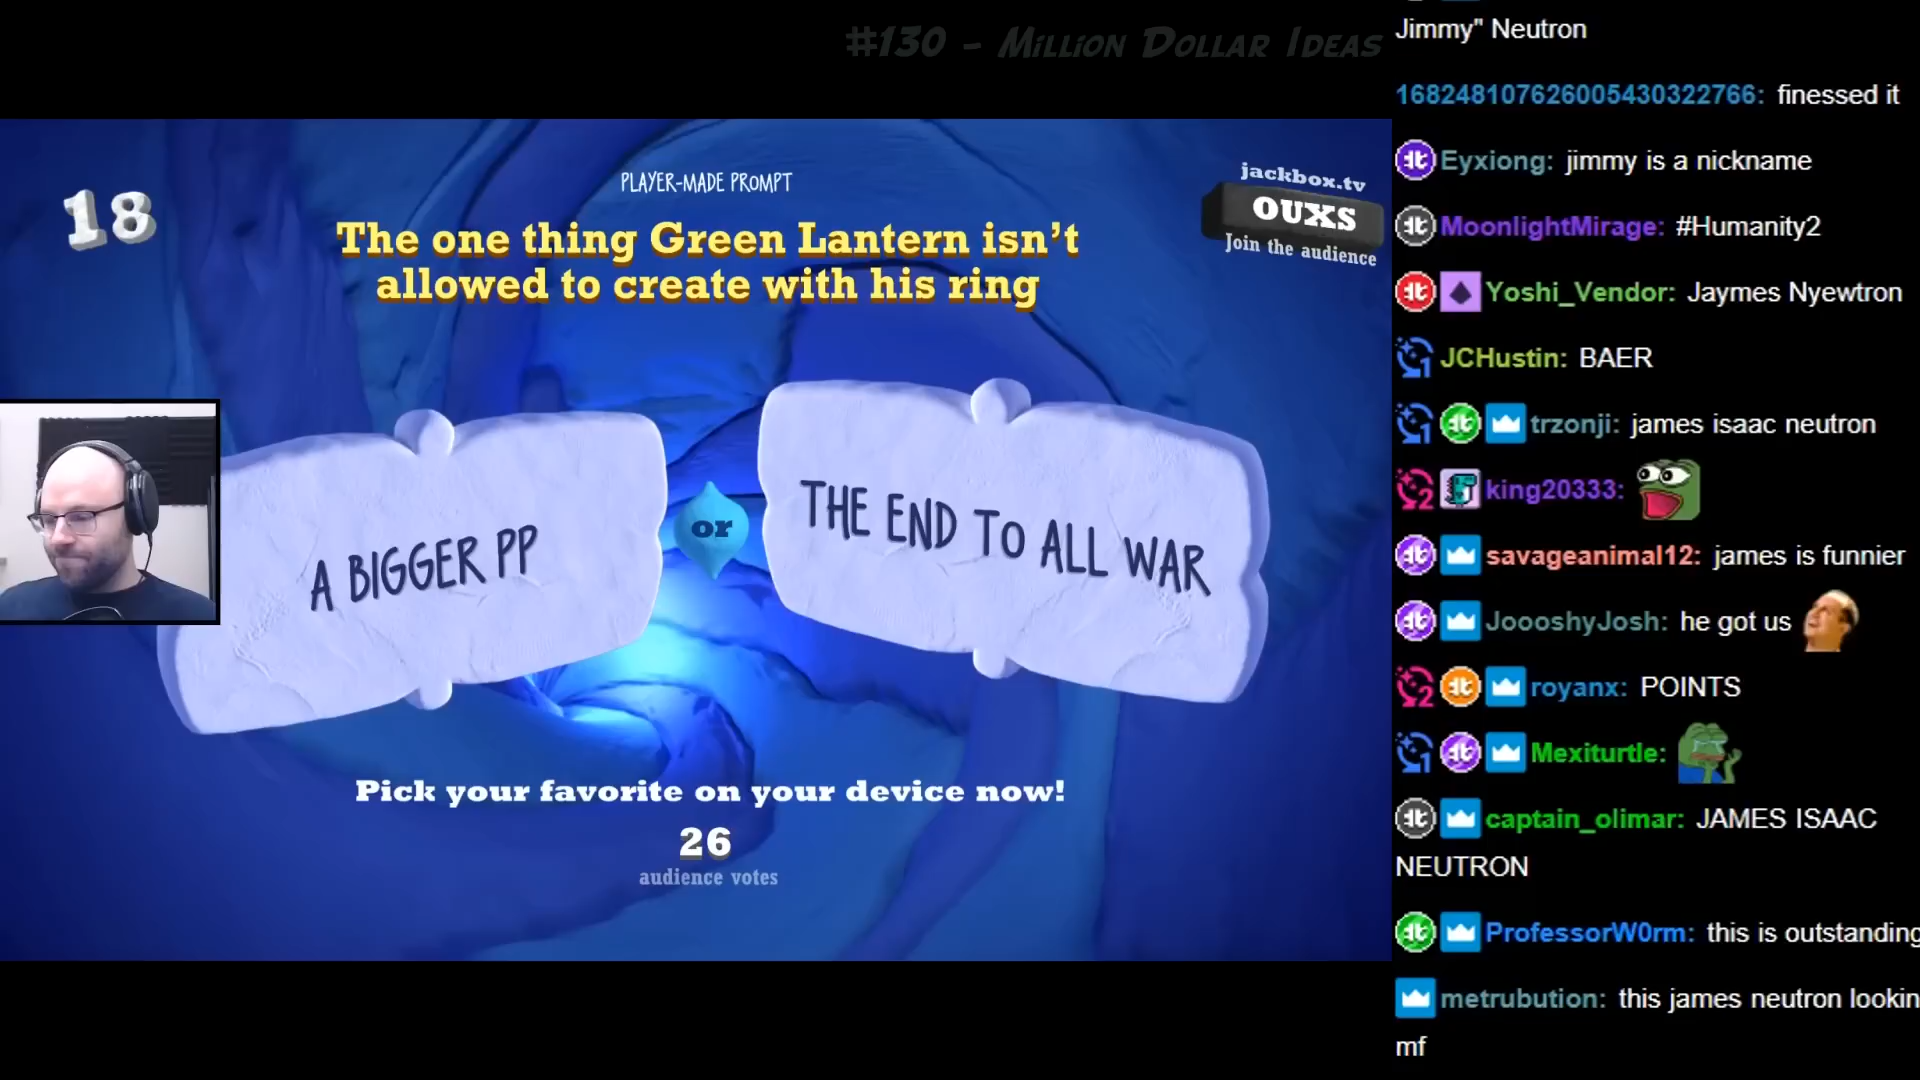 #130 - Million Dollar Ideas
18
PLAYER-MADE PROMPT
The one thing Green Lantern isn't
allowed to create with his ring
jackbox.tv
OUXS
Join the audience
A BIGGER PP
or
THE END TO ALL WAR
Pick your favorite on your device now!
26
audience votes
Jimmy" Neutron
168248107626005430322766: finessed it
Eyxiong: jimmy is a nickname
MoonlightMirage: #Humanity2
Yoshi_Vendor: Jaymes Nyewtron
JCHustin: BAER
trzonji: james isaac neutron
king20333:
savageanimal12: james is funnier
JoooshyJosh: he got us
royanx: POINTS
Mexiturtle:
captain_olimar: JAMES ISAAC
NEUTRON
ProfessorW0rm: this is outstanding
metrubution: this james neutron lookin
mf